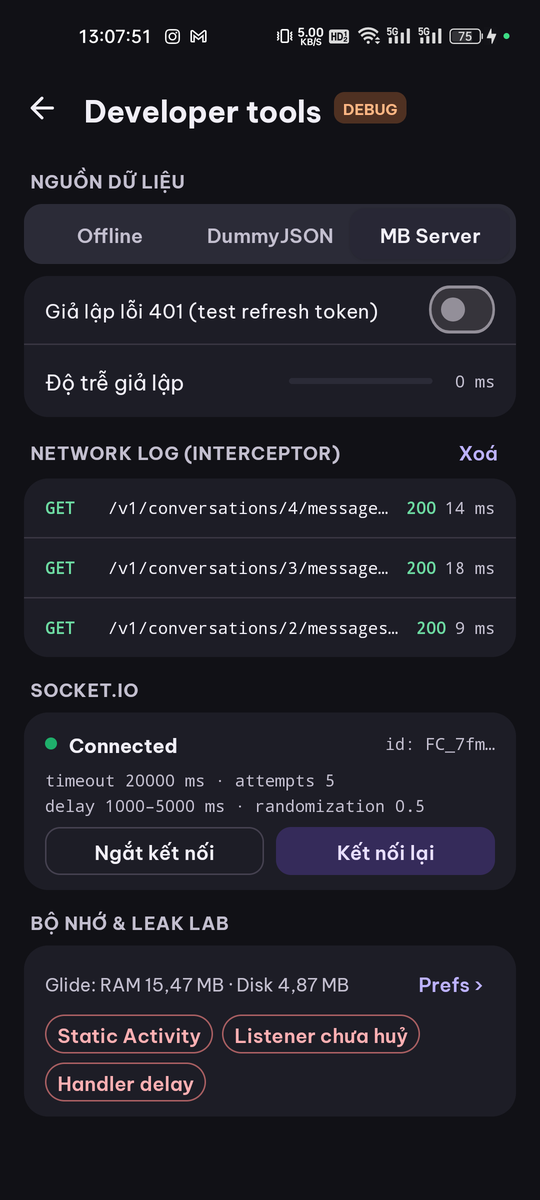 13:07:51 5.00 KB/S HD 5G 5G 75
Developer tools DEBUG
NGUỒN DỮ LIỆU
Offline DummyJSON MB Server
Giả lập lỗi 401 (test refresh token)
Độ trễ giả lập 0 ms
NETWORK LOG (INTERCEPTOR) Xoá
GET /v1/conversations/4/message… 200 14 ms
GET /v1/conversations/3/message… 200 18 ms
GET /v1/conversations/2/messages… 200 9 ms
SOCKET.IO
Connected id: FC_7fm…
timeout 20000 ms · attempts 5
delay 1000–5000 ms · randomization 0.5
Ngắt kết nối Kết nối lại
BỘ NHỚ & LEAK LAB
Glide: RAM 15,47 MB · Disk 4,87 MB Prefs ›
Static Activity Listener chưa huỷ
Handler delay